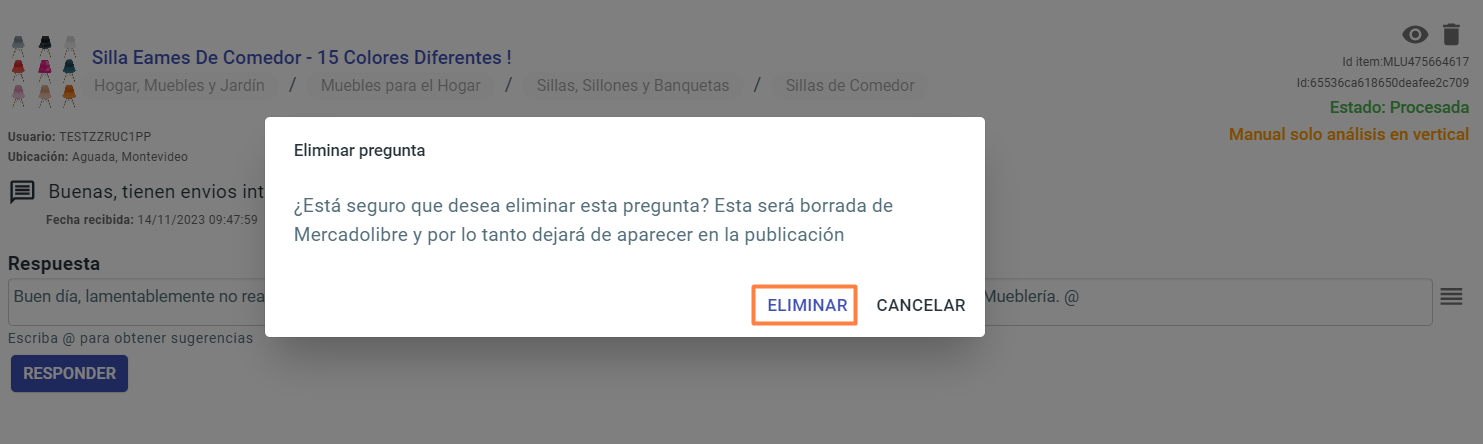 Silla Eames De Comedor - 15 Colores Diferentes !
Hogar, Muebles y Jardín / Muebles para el Hogar / Sillas, Sillones y Banquetas / Sillas de Comedor
Id item:MLU475664617
Id:65536ca618650deafee2c709
Estado: Procesada
Manual solo análisis en vertical
Usuario: TESTZZRUC1PP
Ubicación: Aguada, Montevideo
Buenas, tienen envios int
Fecha recibida: 14/11/2023 09:47:59
Eliminar pregunta
¿Está seguro que desea eliminar esta pregunta? Esta será borrada de
Mercadolibre y por lo tanto dejará de aparecer en la publicación
ELIMINAR CANCELAR
Respuesta
Buen día, lamentablemente no rea Mueblería. @
Escriba @ para obtener sugerencias
RESPONDER